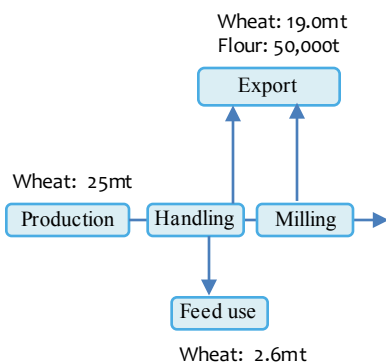 Wheat: 19.0mt
Flour: 50,000t
Export
Wheat: 25mt
Production
Handling
Milling
Feed use
Wheat: 2.6mt